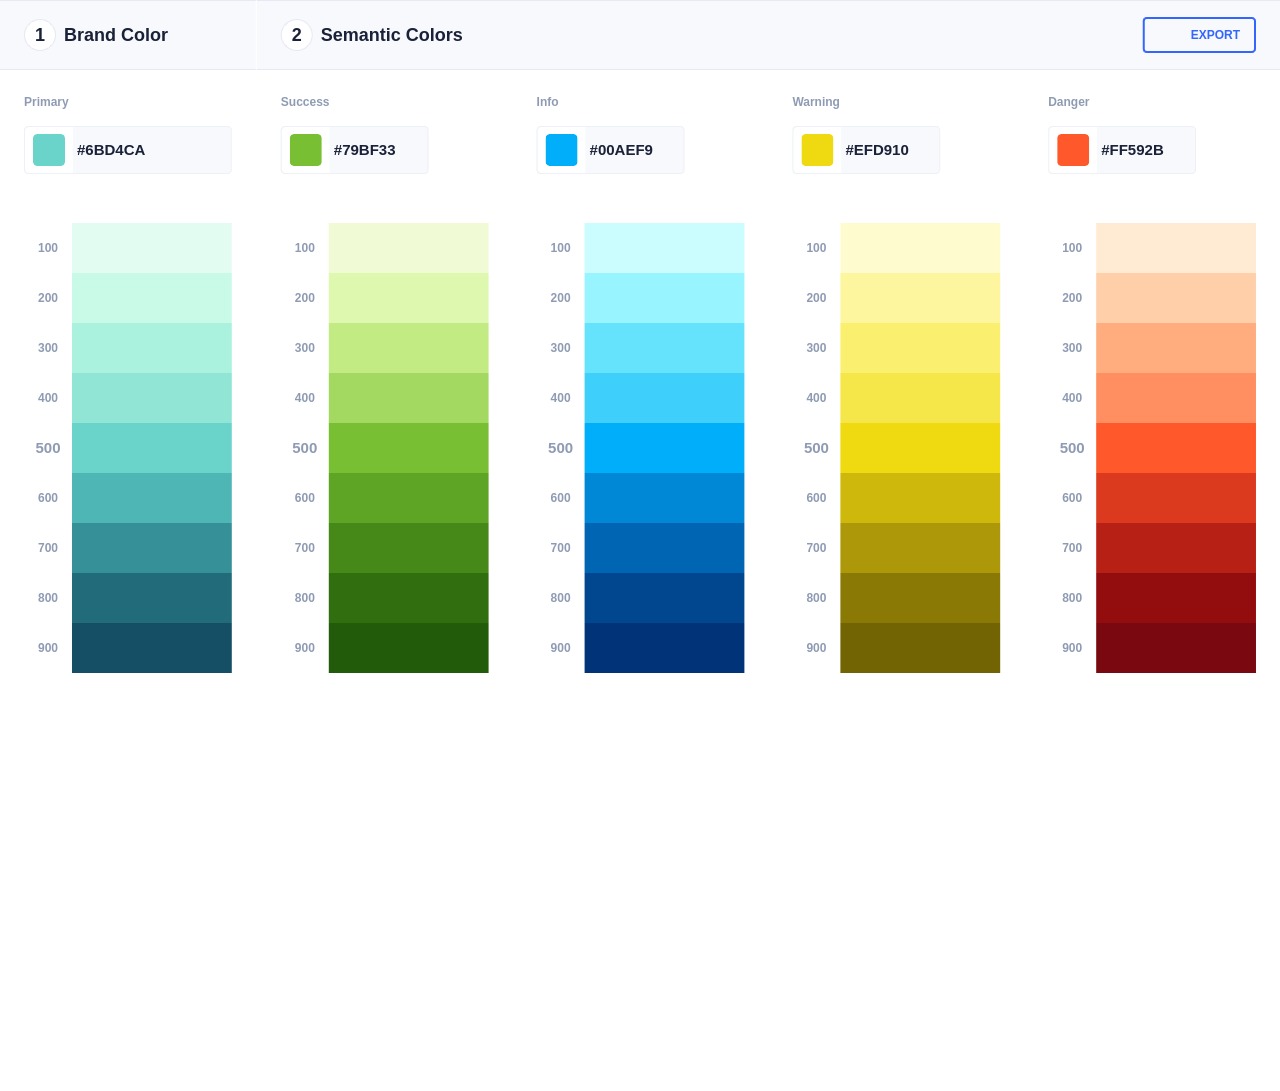 1 Brand Color
2 Semantic Colors
EXPORT
Primary
Success
Info
Warning
Danger
#6BD4CA
#79BF33
#00AEF9
#EFD910
#FF592B
100 100 100 100 100
200 200 200 200 200
300 300 300 300 300
400 400 400 400 400
500 500 500 500 500
600 600 600 600 600
700 700 700 700 700
800 800 800 800 800
900 900 900 900 900